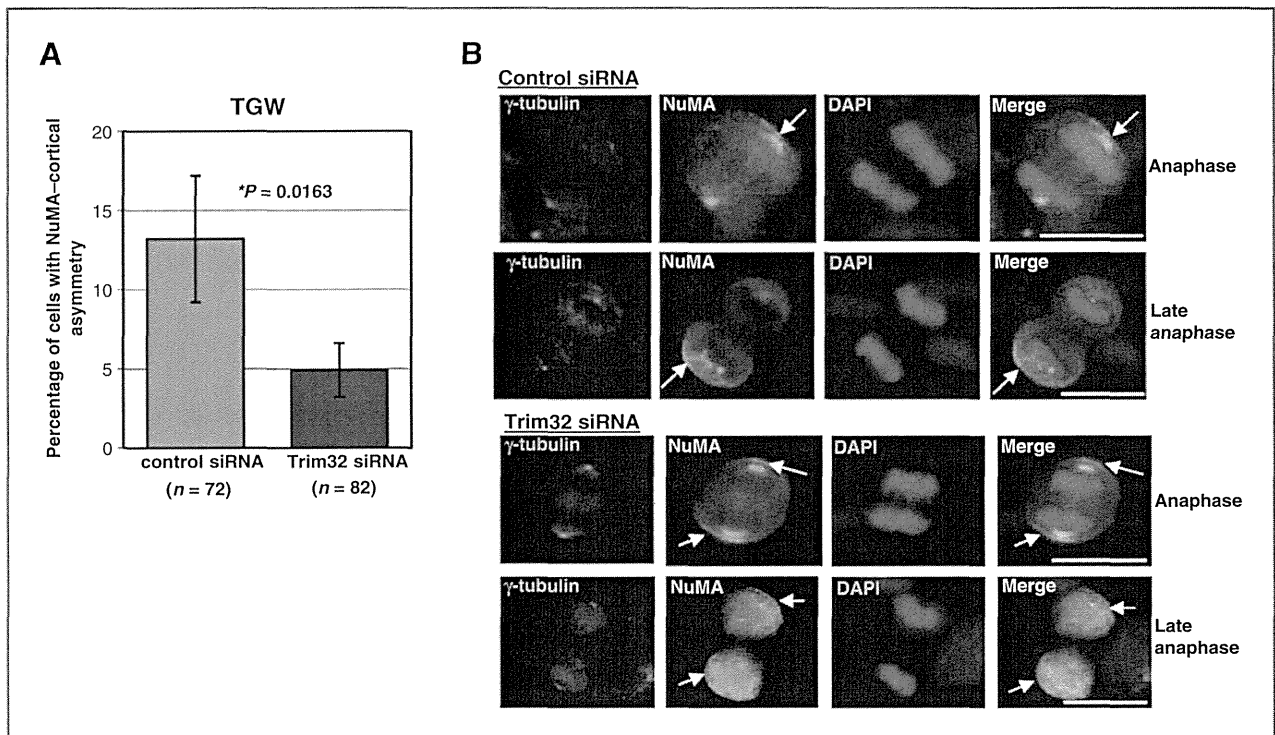 A
TGW
Percentage of cells with NuMA–cortical
asymmetry
20
15
10
5
0
*P = 0.0163
control siRNA
(n = 72)
Trim32 siRNA
(n = 82)
B
Control siRNA
γ-tubulin
NuMA
DAPI
Merge
Anaphase
γ-tubulin
NuMA
DAPI
Merge
Late
anaphase
Trim32 siRNA
γ-tubulin
NuMA
DAPI
Merge
Anaphase
γ-tubulin
NuMA
DAPI
Merge
Late
anaphase